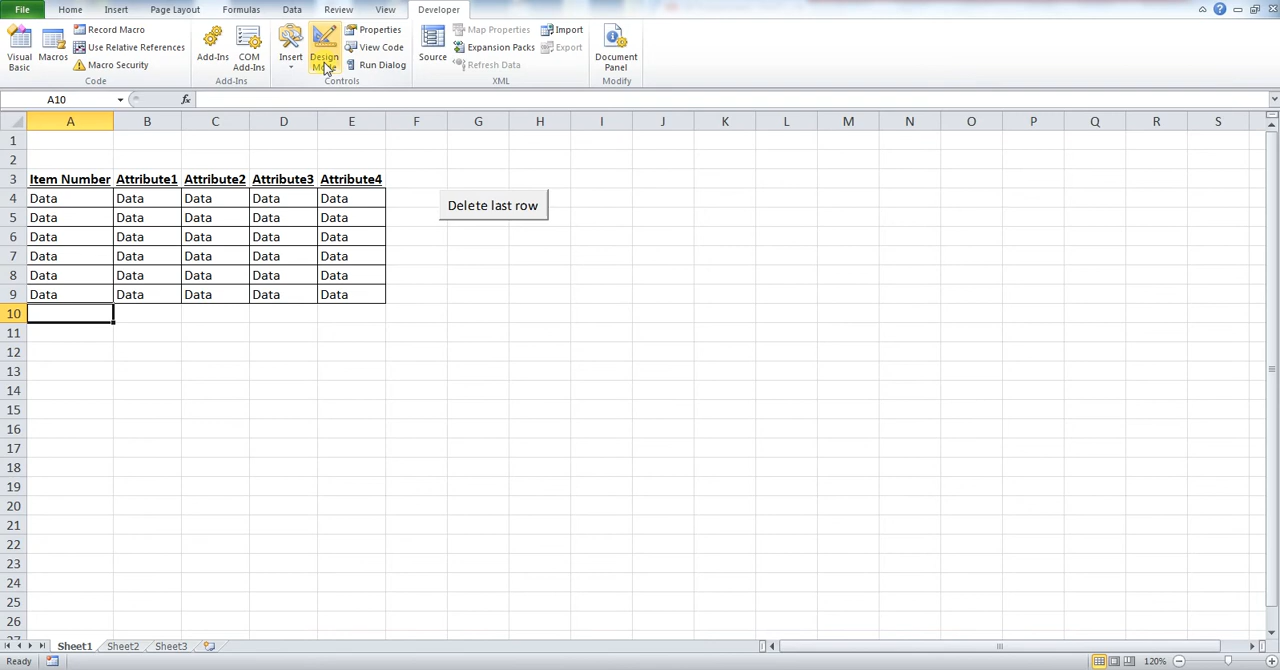 File Home Insert Page Layout Formulas Data Review View Developer
Visual Basic
Macros
Record Macro
Use Relative References
Macro Security
Code
Add-Ins
COM Add-Ins
Add-Ins
Insert
Design
Properties
View Code
Run Dialog
Controls
Source
Map Properties
Expansion Packs
Refresh Data
Import
Export
XML
Document Panel
Modify
A10 fx
A B C D E F G H I J K L M N O P Q R S
1
2
3 Item Number Attribute1 Attribute2 Attribute3 Attribute4
4 Data Data Data Data Data
Delete last row
5 Data Data Data Data Data
6 Data Data Data Data Data
7 Data Data Data Data Data
8 Data Data Data Data Data
9 Data Data Data Data Data
10
11
12
13
14
15
16
17
18
19
20
21
22
23
24
25
26
27
Sheet1 Sheet2 Sheet3
Ready 120%